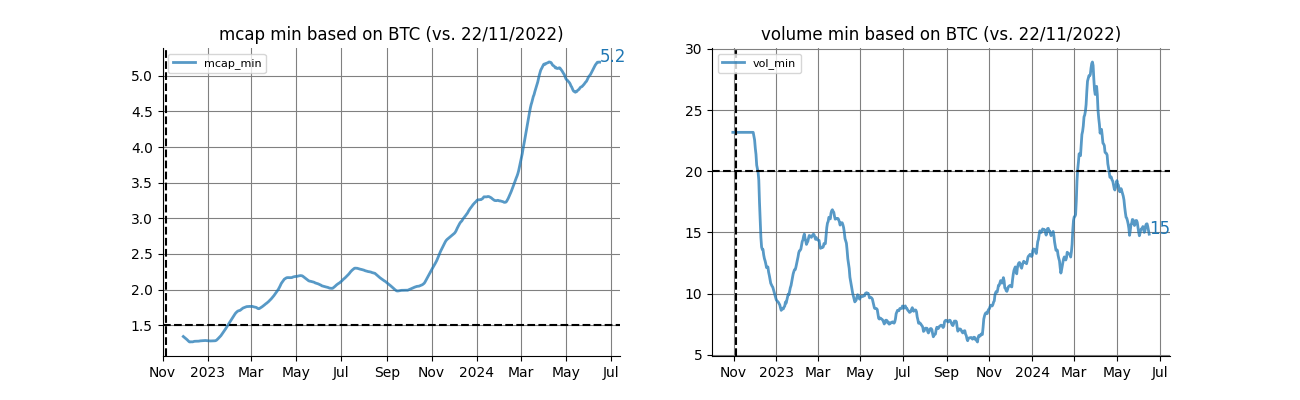 mcap min based on BTC (vs. 22/11/2022)
mcap_min
5.2
5.0
4.5
4.0
3.5
3.0
2.5
2.0
1.5
Nov 2023 Mar May Jul Sep Nov 2024 Mar May Jul
volume min based on BTC (vs. 22/11/2022)
vol_min
30
25
20
15
10
5
15
Nov 2023 Mar May Jul Sep Nov 2024 Mar May Jul